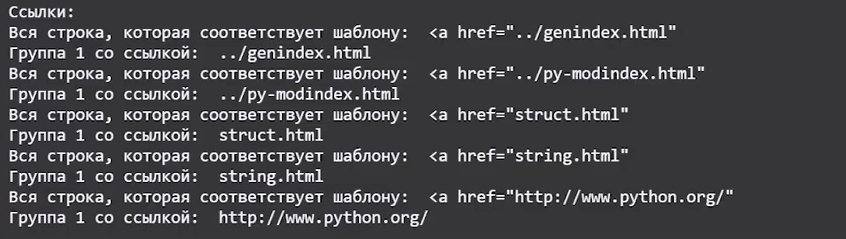 Ссылки:
Вся строка, которая соответствует шаблону:  <a href="../genindex.html"
Группа 1 со ссылкой:  ../genindex.html
Вся строка, которая соответствует шаблону:  <a href="../py-modindex.html"
Группа 1 со ссылкой:  ../py-modindex.html
Вся строка, которая соответствует шаблону:  <a href="struct.html"
Группа 1 со ссылкой:  struct.html
Вся строка, которая соответствует шаблону:  <a href="string.html"
Группа 1 со ссылкой:  string.html
Вся строка, которая соответствует шаблону:  <a href="http://www.python.org/"
Группа 1 со ссылкой:  http://www.python.org/